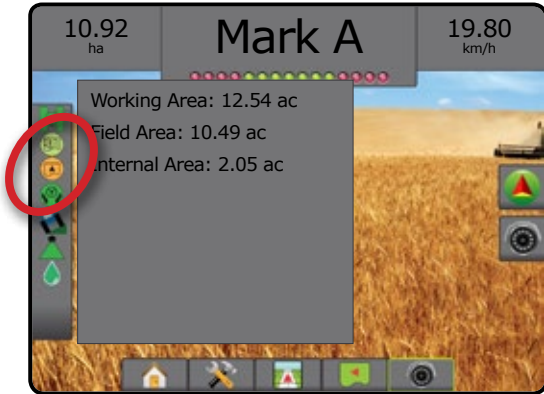 10.92
ha
Mark A
19.80
km/h
Working Area: 12.54 ac
Field Area: 10.49 ac
Internal Area: 2.05 ac